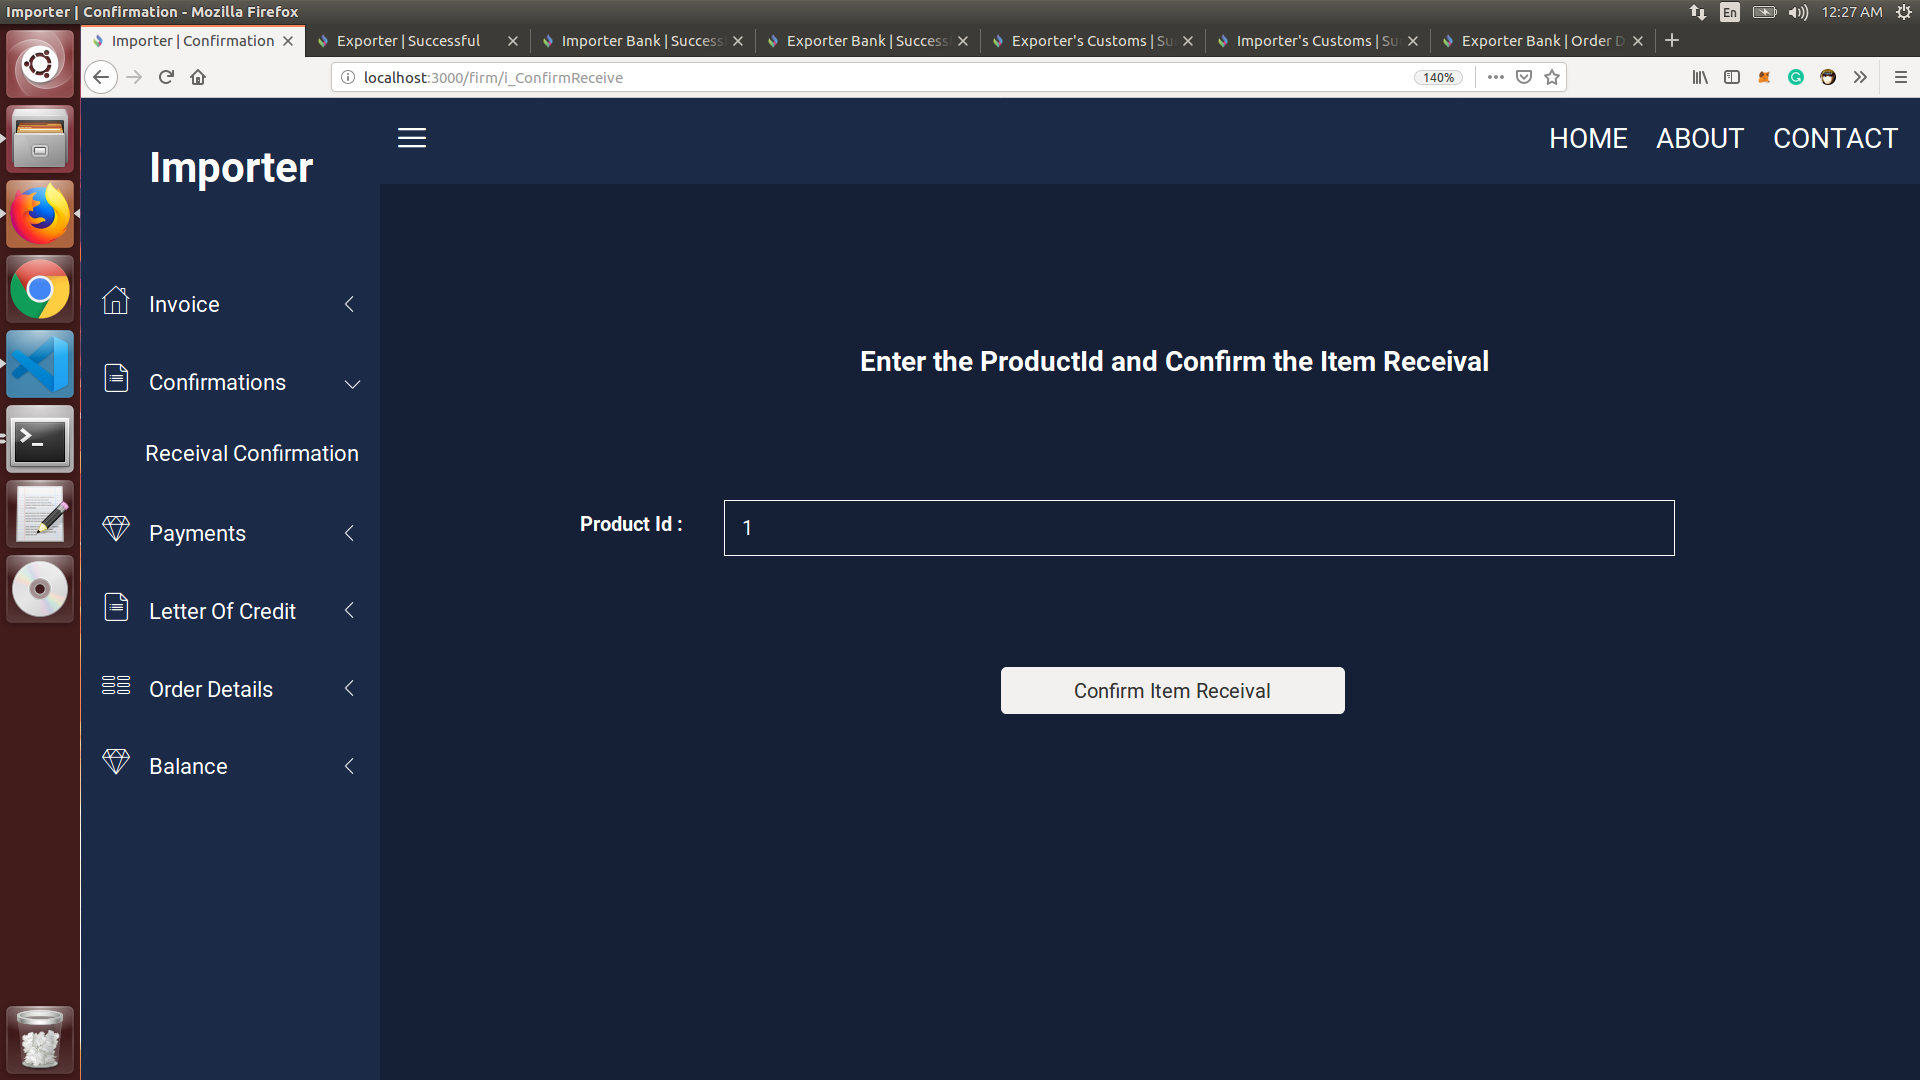 Importer | Confirmation - Mozilla Firefox
En
12:27 AM
Importer | Confirmation
Exporter | Successful
Importer Bank | Success
Exporter Bank | Success
Exporter's Customs | Su
Importer's Customs | Su
Exporter Bank | Order D
localhost:3000/firm/i_ConfirmReceive
140%
Importer
HOME
ABOUT
CONTACT
Invoice
Confirmations
Receival Confirmation
Payments
Letter Of Credit
Order Details
Balance
Enter the ProductId and Confirm the Item Receival
Product Id :
1
Confirm Item Receival